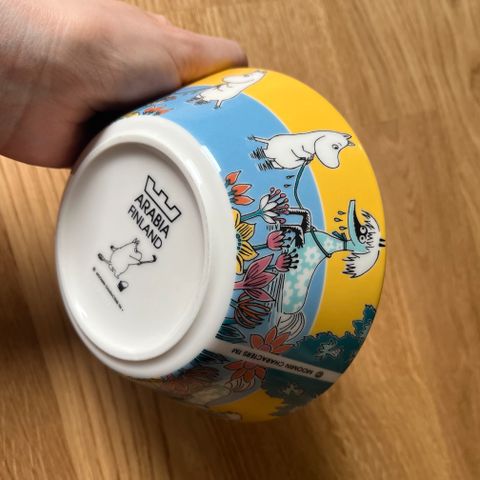 ARABIA
FINLAND
© MOOMIN CHARACTERS TM